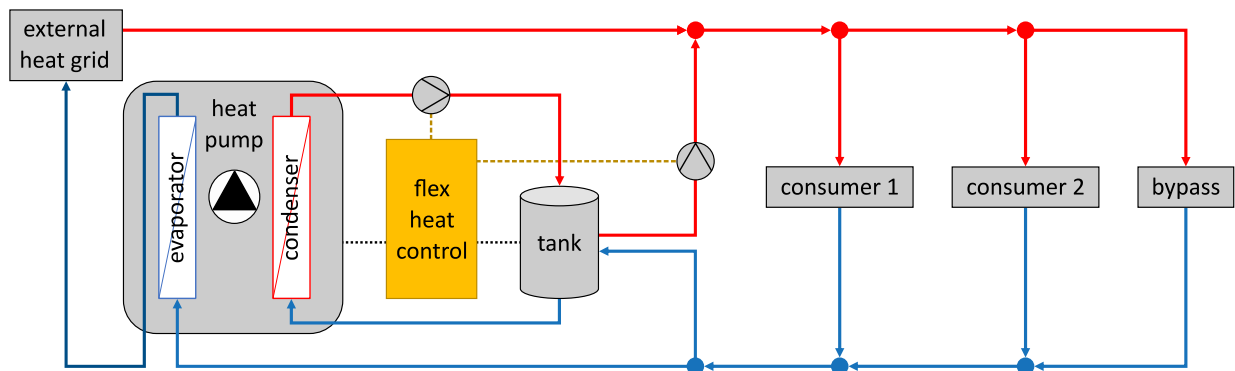 external
heat grid
heat
pump
evaporator
condenser
flex
heat
control
tank
consumer 1
consumer 2
bypass